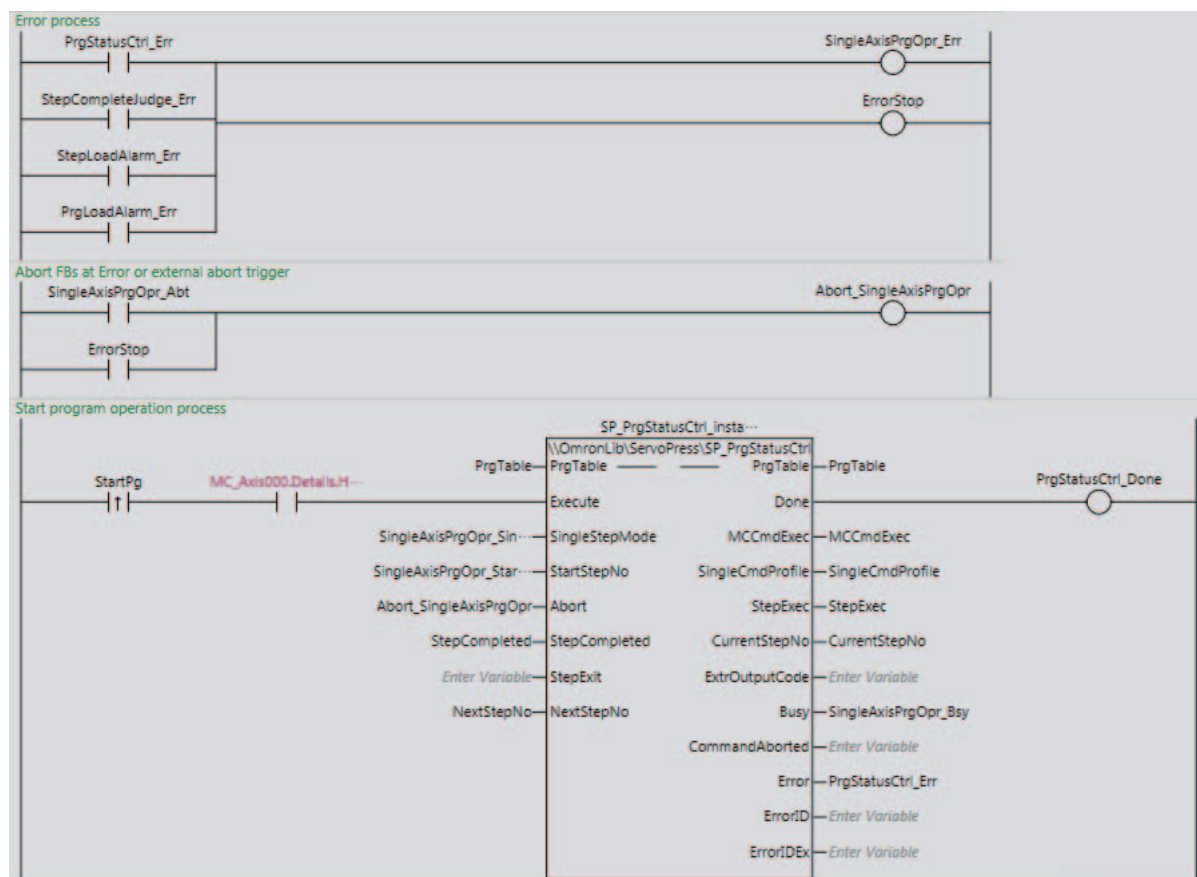 Error process
PrgStatusCtrl_Err
SingleAxisPrgOpr_Err
StepCompleteJudge_Err
ErrorStop
StepLoadAlarm_Err
PrgLoadAlarm_Err
Abort FBs at Error or external abort trigger
SingleAxisPrgOpr_Abt
Abort_SingleAxisPrgOpr
ErrorStop
Start program operation process
SP_PrgStatusCtrl_insta···
\\OmronLib\ServoPress\SP_PrgStatusCtrl
PrgTable PrgTable PrgTable PrgTable
StartPg MC_Axis000.Details.H··· PrgStatusCtrl_Done
Execute Done
SingleAxisPrgOpr_Sin··· SingleStepMode MCCmdExec MCCmdExec
SingleAxisPrgOpr_Star··· StartStepNo SingleCmdProfile SingleCmdProfile
Abort_SingleAxisPrgOpr Abort StepExec StepExec
StepCompleted StepCompleted CurrentStepNo CurrentStepNo
Enter Variable StepExit ExtrOutputCode Enter Variable
NextStepNo NextStepNo Busy SingleAxisPrgOpr_Bsy
CommandAborted Enter Variable
Error PrgStatusCtrl_Err
ErrorID Enter Variable
ErrorIDEx Enter Variable